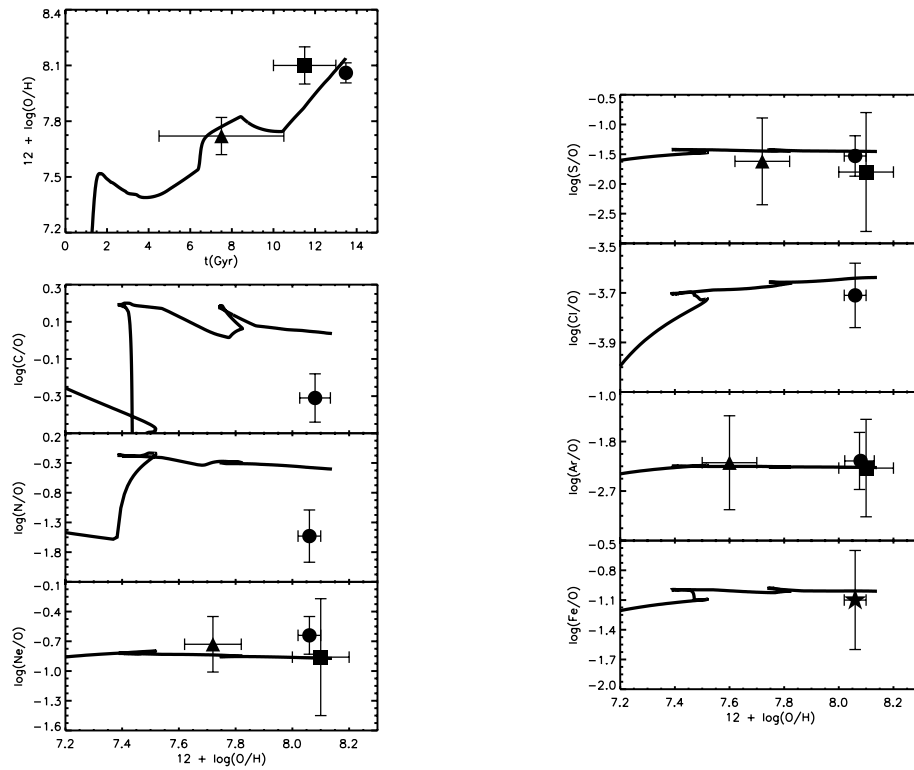 12 + log(O/H)
8.4
8.1
7.8
7.5
7.2
0 2 4 6 8 10 12 14
t(Gyr)
log(C/O)
0.3
0.1
−0.1
−0.3
log(N/O)
0.2
−0.3
−0.8
−1.3
−1.8
log(Ne/O)
−0.1
−0.4
−0.7
−1.0
−1.3
−1.6
7.2 7.4 7.6 7.8 8.0 8.2
12 + log(O/H)
log(S/O)
−0.5
−1.0
−1.5
−2.0
−2.5
log(Cl/O)
−3.5
−3.7
−3.9
log(Ar/O)
−1.0
−1.8
−2.7
log(Fe/O)
−0.5
−0.8
−1.1
−1.4
−1.7
−2.0
7.2 7.4 7.6 7.8 8.0 8.2
12 + log(O/H)